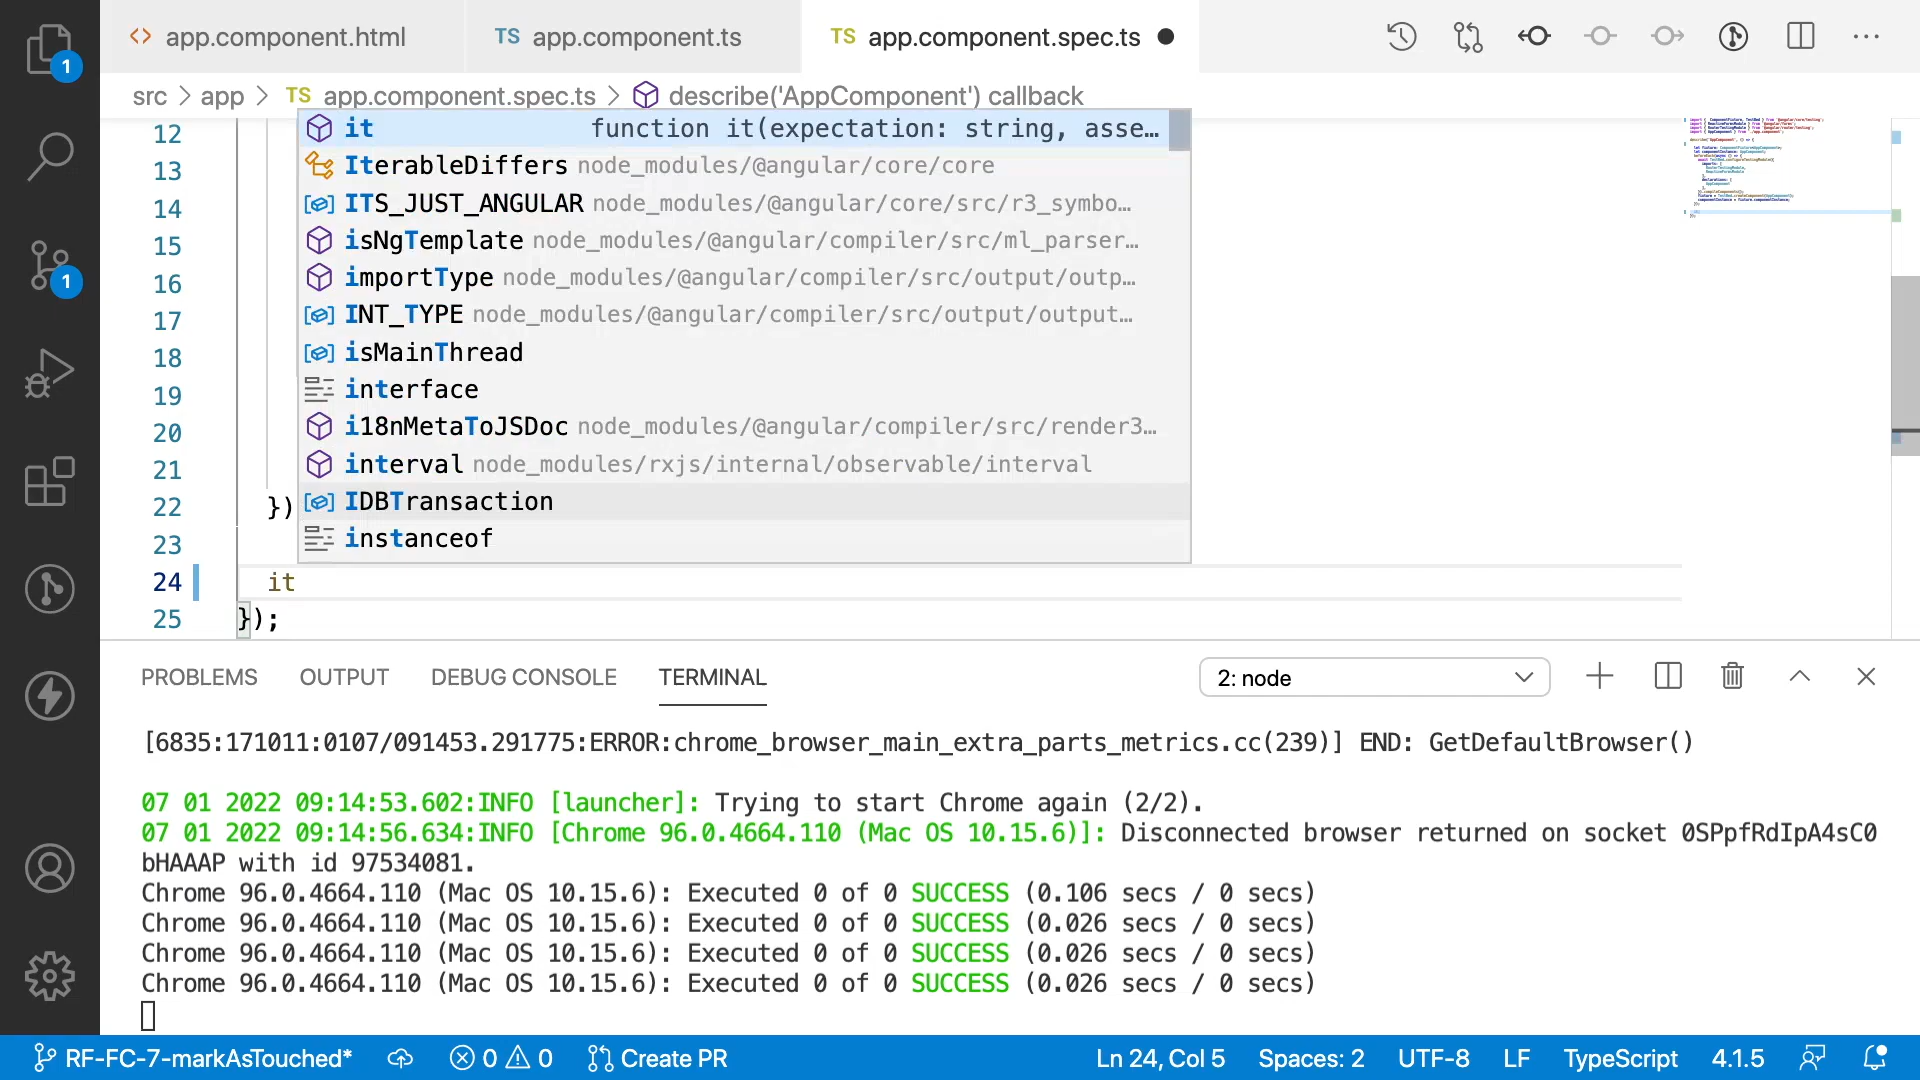 1
1
<> app.component.html
TS app.component.ts
TS app.component.spec.ts ●
src > app > TS app.component.spec.ts > describe('AppComponent') callback
12
13
14
15
16
17
18
19
20
21
22 })
23
24 it
25 });
it function it(expectation: string, asse…
IterableDiffers node_modules/@angular/core/core
ITS_JUST_ANGULAR node_modules/@angular/core/src/r3_symbo…
isNgTemplate node_modules/@angular/compiler/src/ml_parser…
importType node_modules/@angular/compiler/src/output/outp…
INT_TYPE node_modules/@angular/compiler/src/output/output…
isMainThread
interface
i18nMetaToJSDoc node_modules/@angular/compiler/src/render3…
interval node_modules/rxjs/internal/observable/interval
IDBTransaction
instanceof
PROBLEMS OUTPUT DEBUG CONSOLE TERMINAL
2: node
[6835:171011:0107/091453.291775:ERROR:chrome_browser_main_extra_parts_metrics.cc(239)] END: GetDefaultBrowser()
07 01 2022 09:14:53.602:INFO [launcher]: Trying to start Chrome again (2/2).
07 01 2022 09:14:56.634:INFO [Chrome 96.0.4664.110 (Mac OS 10.15.6)]: Disconnected browser returned on socket 0SPpfRdIpA4sC0
bHAAAP with id 97534081.
Chrome 96.0.4664.110 (Mac OS 10.15.6): Executed 0 of 0 SUCCESS (0.106 secs / 0 secs)
Chrome 96.0.4664.110 (Mac OS 10.15.6): Executed 0 of 0 SUCCESS (0.026 secs / 0 secs)
Chrome 96.0.4664.110 (Mac OS 10.15.6): Executed 0 of 0 SUCCESS (0.026 secs / 0 secs)
Chrome 96.0.4664.110 (Mac OS 10.15.6): Executed 0 of 0 SUCCESS (0.026 secs / 0 secs)
RF-FC-7-markAsTouched* 0 0 Create PR Ln 24, Col 5 Spaces: 2 UTF-8 LF TypeScript 4.1.5